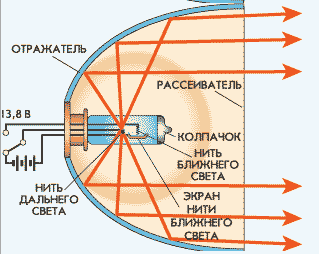 ОТРАЖАТЕЛЬ
РАССЕИВАТЕЛЬ
13,8 В
КОЛПАЧОК
НИТЬ
БЛИЖНЕГО
СВЕТА
НИТЬ
ДАЛЬНЕГО
СВЕТА
ЭКРАН
НИТИ
БЛИЖНЕГО
СВЕТА